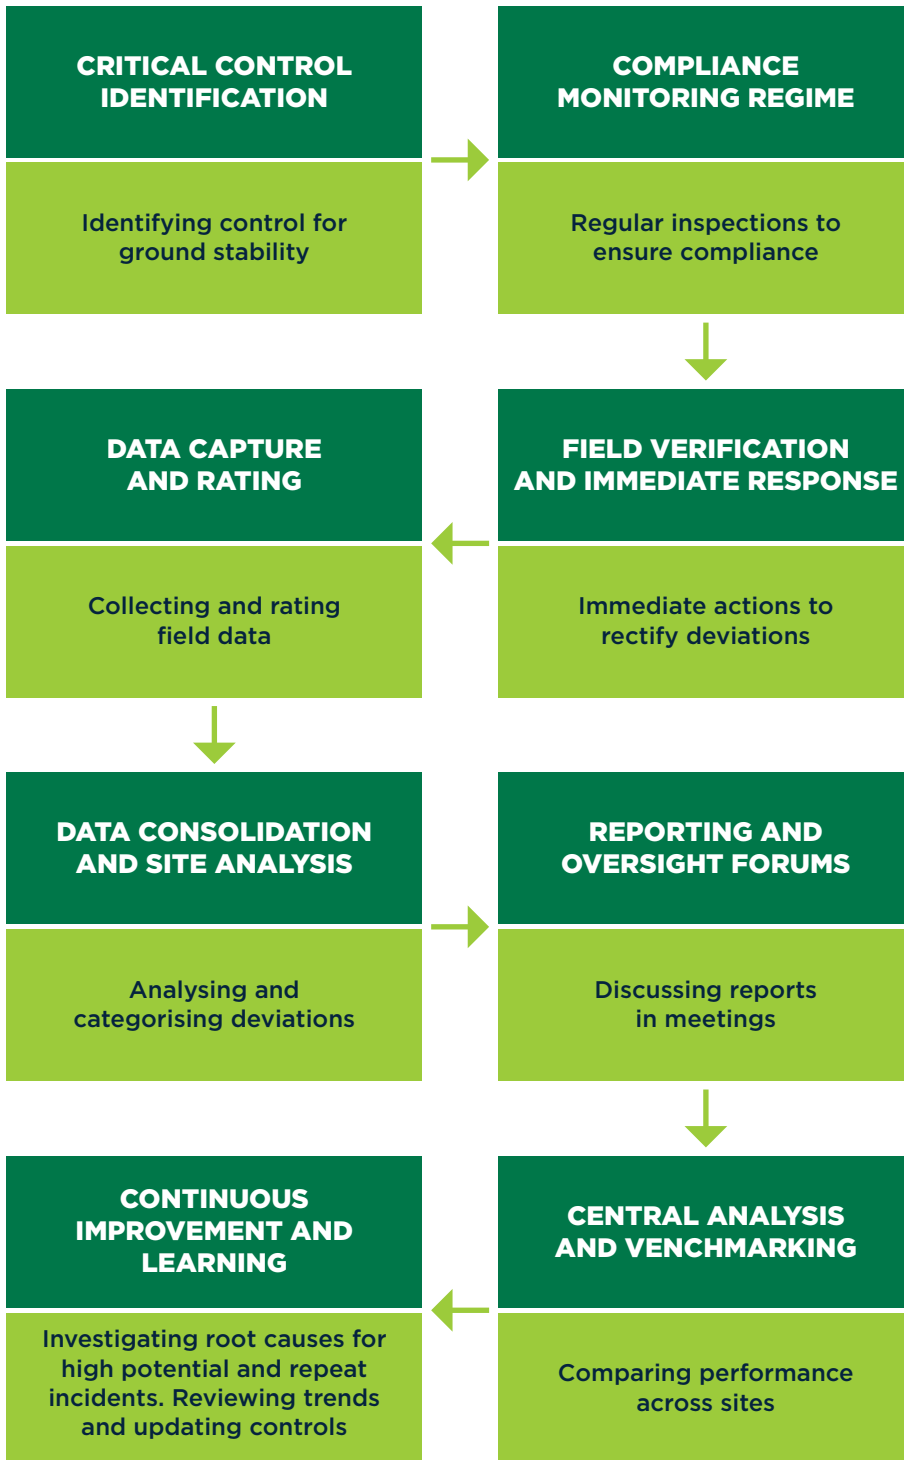 CRITICAL CONTROL
IDENTIFICATION
Identifying control for
ground stability
COMPLIANCE
MONITORING REGIME
Regular inspections to
ensure compliance
FIELD VERIFICATION
AND IMMEDIATE RESPONSE
Immediate actions to
rectify deviations
DATA CAPTURE
AND RATING
Collecting and rating
field data
DATA CONSOLIDATION
AND SITE ANALYSIS
Analysing and
categorising deviations
REPORTING AND
OVERSIGHT FORUMS
Discussing reports
in meetings
CENTRAL ANALYSIS
AND VENCHMARKING
Comparing performance
across sites
CONTINUOUS
IMPROVEMENT AND
LEARNING
Investigating root causes for
high potential and repeat
incidents. Reviewing trends
and updating controls